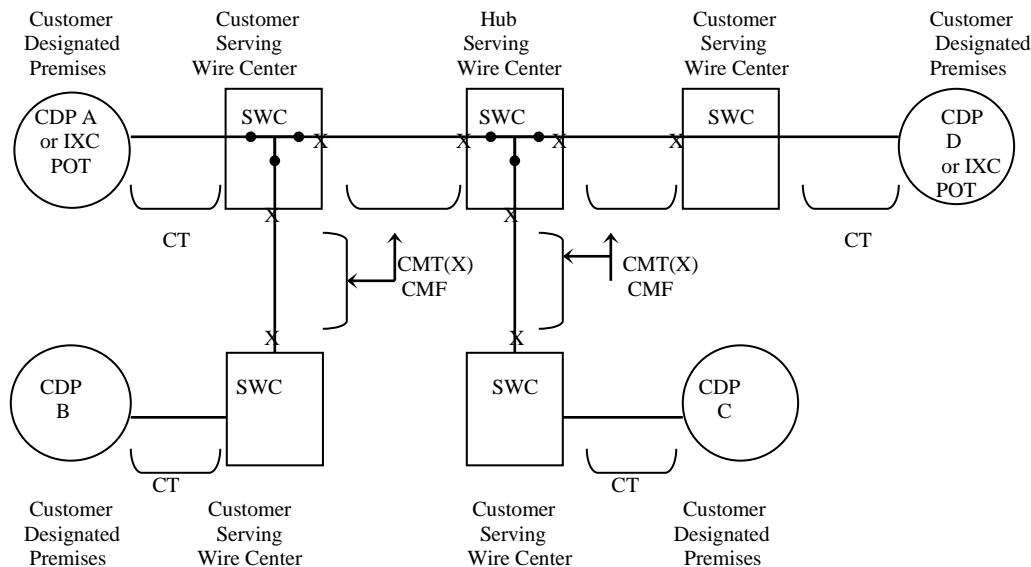 Customer
Designated
Premises
Customer
Serving
Wire Center
Hub
Serving
Wire Center
Customer
Serving
Wire Center
Customer
Designated
Premises
CDP A
or IXC
POT
SWC
X
X
SWC
X
X
SWC
CDP
D
or IXC
POT
X
X
CT
CMT(X)
CMF
CMT(X)
CMF
CT
X
X
CDP
B
SWC
SWC
CDP
C
CT
CT
Customer
Designated
Premises
Customer
Serving
Wire Center
Customer
Serving
Wire Center
Customer
Designated
Premises